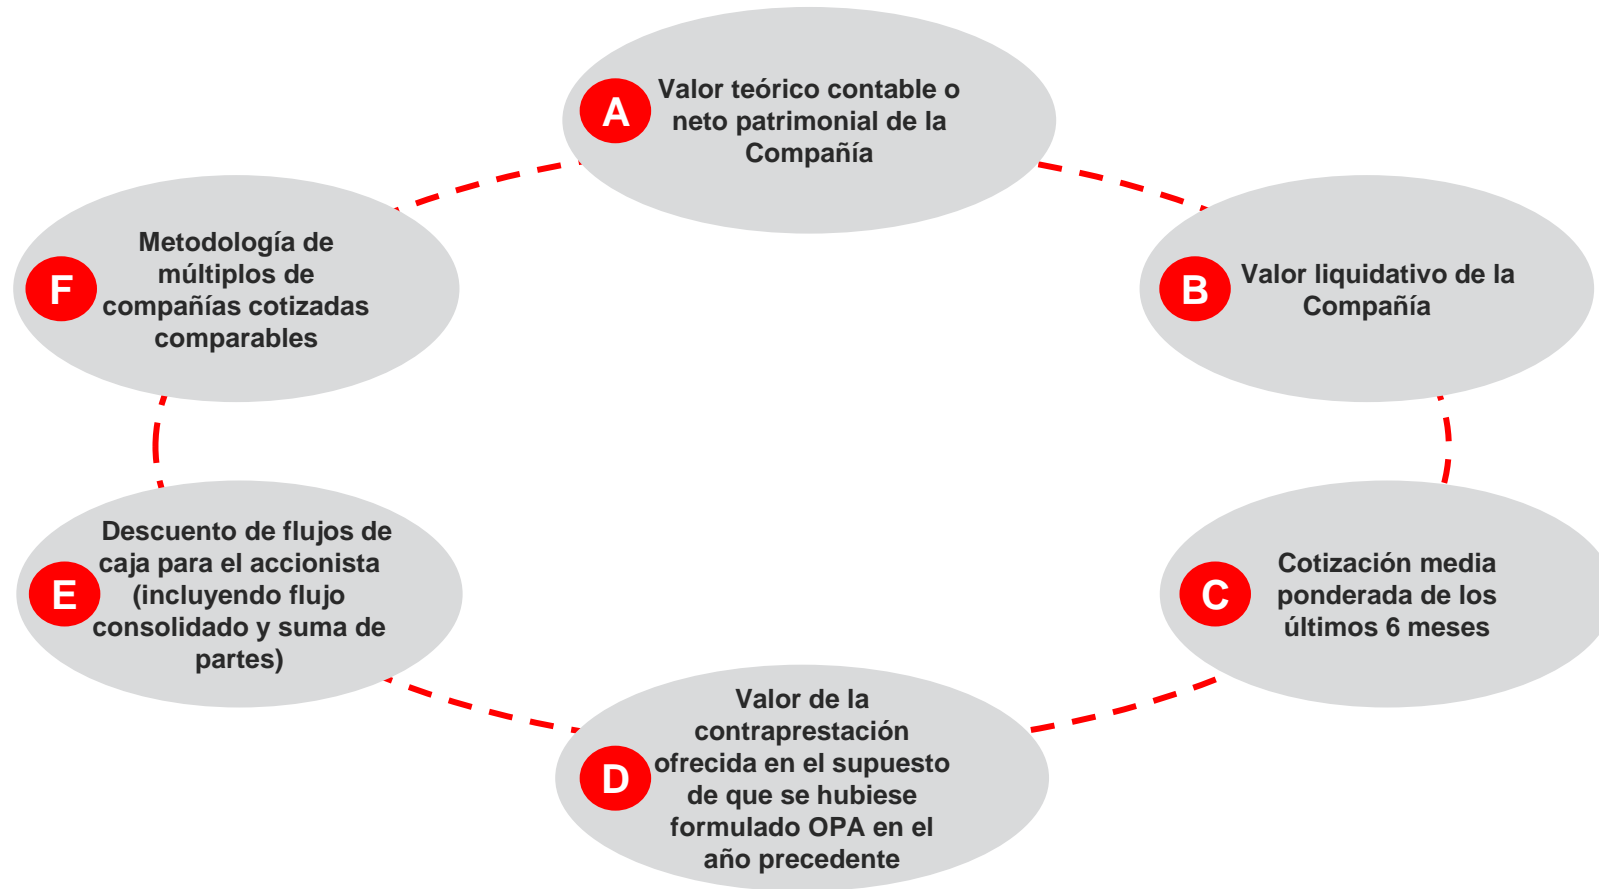 A
Valor teórico contable o
neto patrimonial de la
Compañía
B
Valor liquidativo de la
Compañía
C
Cotización media
ponderada de los
últimos 6 meses
D
Valor de la
contraprestación
ofrecida en el supuesto
de que se hubiese
formulado OPA en el
año precedente
E
Descuento de flujos de
caja para el accionista
(incluyendo flujo
consolidado y suma de
partes)
F
Metodología de
múltiplos de
compañías cotizadas
comparables